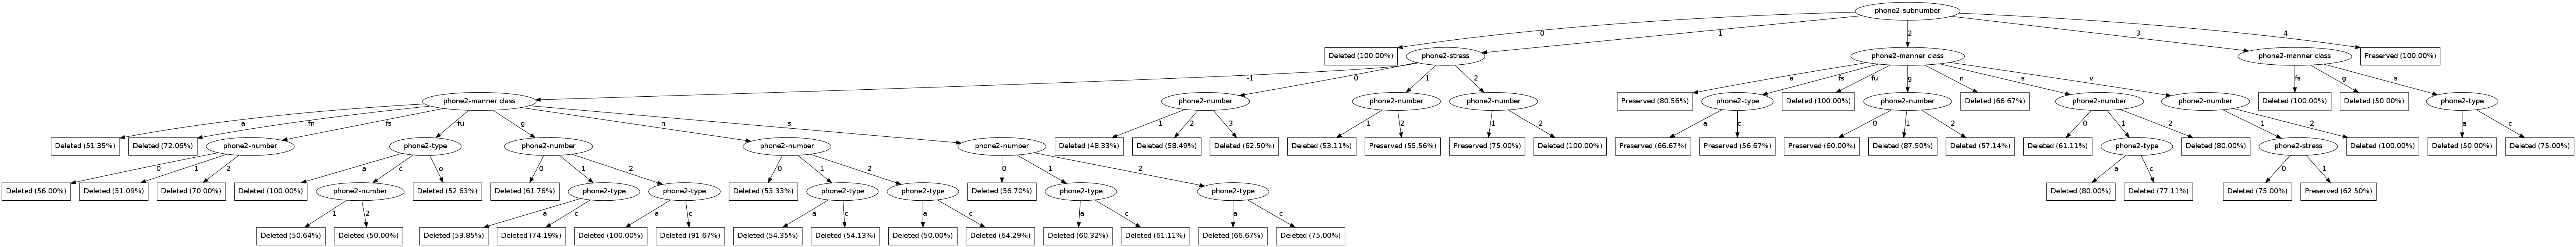 phone2-subnumber
0 1 2 3 4
Deleted (100.00%) phone2-stress phone2-manner class phone2-manner class Preserved (100.00%)
-1 0 1 2 a fs fu g n s v fs g s
phone2-manner class phone2-number phone2-number phone2-number Preserved (80.56%) phone2-type Deleted (100.00%) phone2-number Deleted (66.67%) phone2-number phone2-number Deleted (100.00%) Deleted (50.00%) phone2-type
a fn fs fu g n s 1 2 3 1 2 1 2 a c 0 1 2 0 1 2 1 2 a c
Deleted (51.35%) Deleted (72.06%) phone2-number phone2-type phone2-number phone2-number phone2-number Deleted (48.33%) Deleted (58.49%) Deleted (62.50%) Deleted (53.11%) Preserved (55.56%) Preserved (75.00%) Deleted (100.00%) Preserved (66.67%) Preserved (56.67%) Preserved (60.00%) Deleted (87.50%) Deleted (57.14%) Deleted (61.11%) phone2-type Deleted (80.00%) phone2-stress Deleted (100.00%) Deleted (50.00%) Deleted (75.00%)
0 1 2 a c o 0 1 2 0 1 2 0 1 2 a c 0 1
Deleted (56.00%) Deleted (51.09%) Deleted (70.00%) Deleted (100.00%) phone2-number Deleted (52.63%) Deleted (61.76%) phone2-type phone2-type Deleted (53.33%) phone2-type phone2-type Deleted (56.70%) phone2-type phone2-type Deleted (80.00%) Deleted (77.11%) Deleted (75.00%) Preserved (62.50%)
1 2 a c a c a c a c a c a c
Deleted (50.64%) Deleted (50.00%) Deleted (53.85%) Deleted (74.19%) Deleted (100.00%) Deleted (91.67%) Deleted (54.35%) Deleted (54.13%) Deleted (50.00%) Deleted (64.29%) Deleted (60.32%) Deleted (61.11%) Deleted (66.67%) Deleted (75.00%)